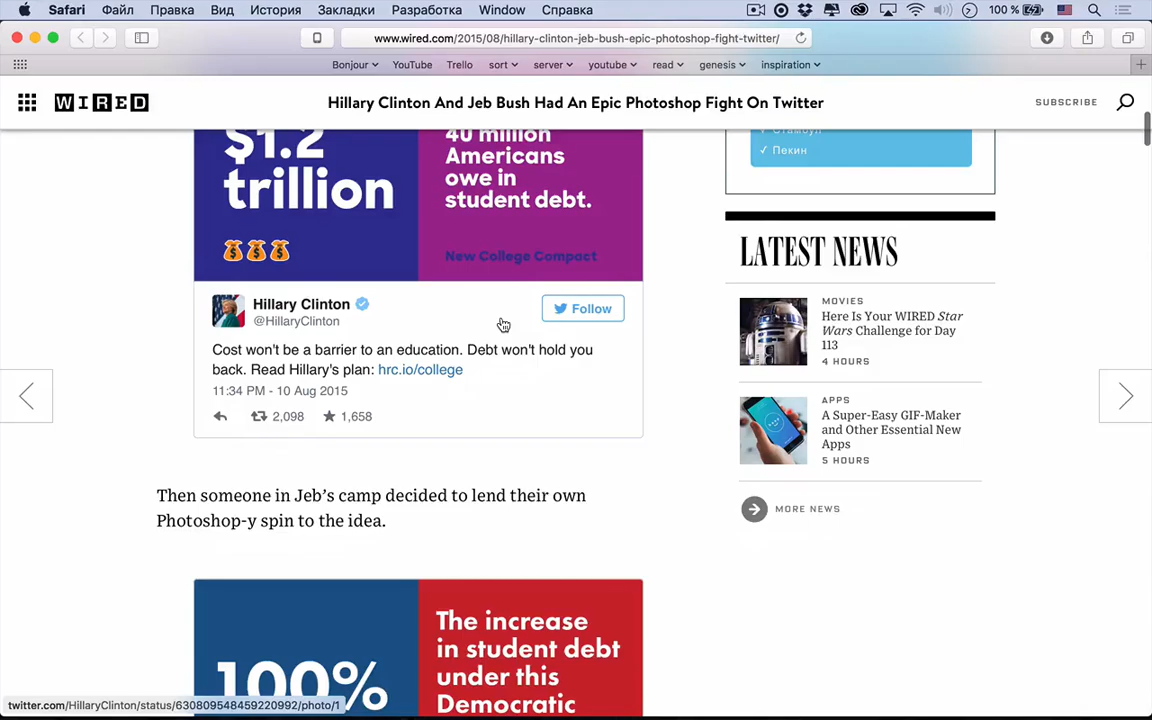 Safari Файл Правка Вид История Закладки Разработка Window Справка 100 %
www.wired.com/2015/08/hillary-clinton-jeb-bush-epic-photoshop-fight-twitter/
Bonjour YouTube Trello sort server youtube read genesis inspiration
WIRED Hillary Clinton And Jeb Bush Had An Epic Photoshop Fight On Twitter SUBSCRIBE
$1.2
trillion
40 million
Americans
owe in
student debt.
New College Compact
Hillary Clinton
@HillaryClinton
Follow
Cost won't be a barrier to an education. Debt won't hold you
back. Read Hillary's plan: hrc.io/college
11:34 PM - 10 Aug 2015
2,098 1,658
Then someone in Jeb's camp decided to lend their own
Photoshop-y spin to the idea.
100%
The increase
in student debt
under this
Democratic
✓ Стамбул
✓ Пекин
LATEST NEWS
MOVIES
Here Is Your WIRED Star
Wars Challenge for Day
113
4 HOURS
APPS
A Super-Easy GIF-Maker
and Other Essential New
Apps
5 HOURS
MORE NEWS
twitter.com/HillaryClinton/status/630809548459220992/photo/1